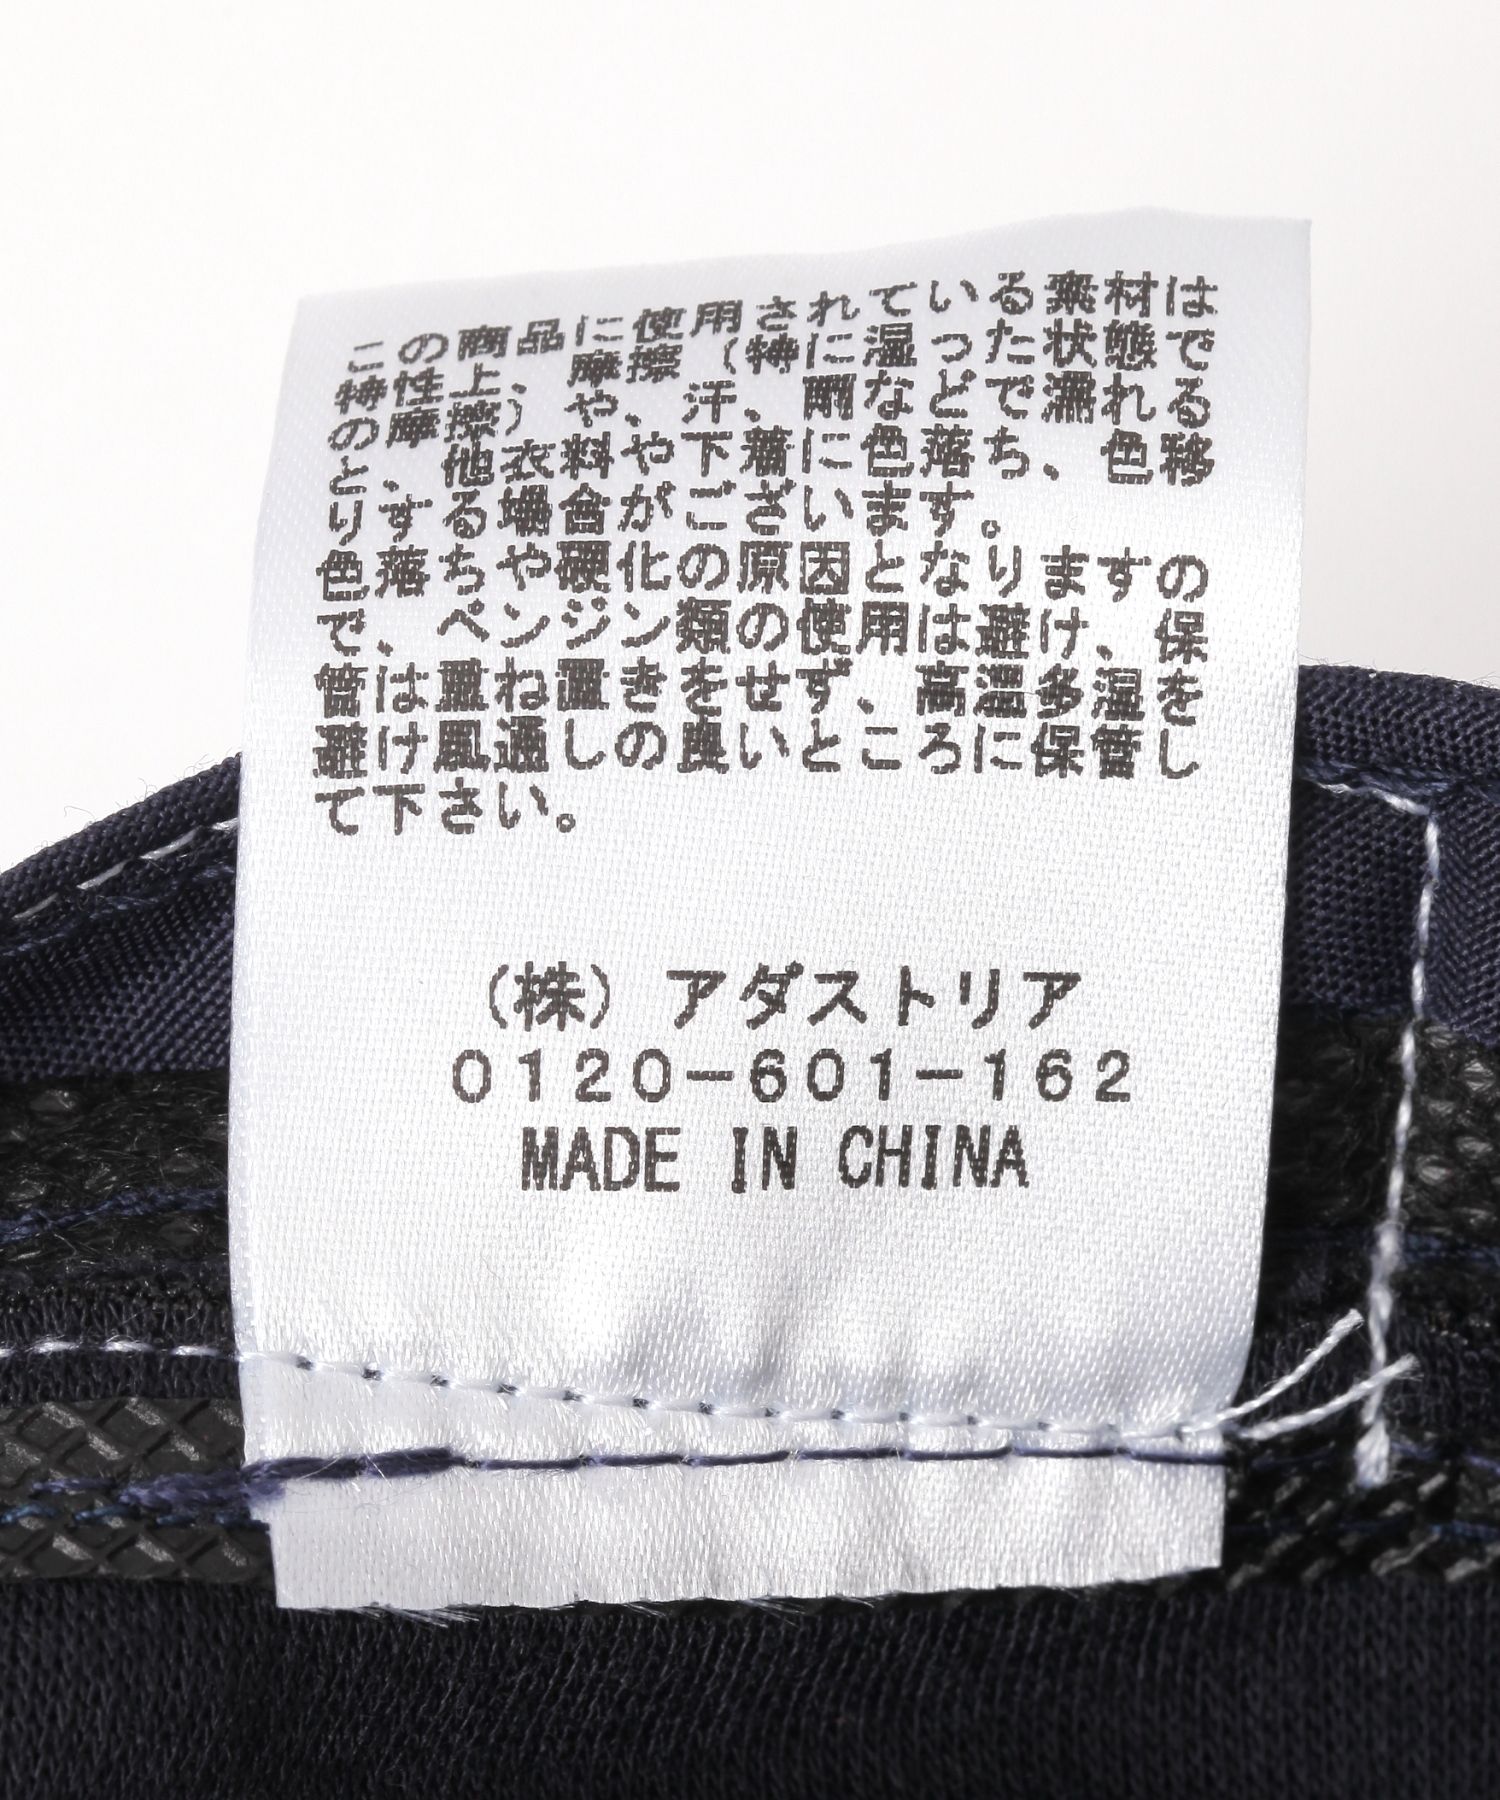 この商品に使用されている素材は
特性上、摩擦（特に湿った状態で
の摩擦）や、汗、雨などで濡れる
と、他衣料や下着に色落ち、色移
りする場合がございます。
色落ちや硬化の原因となりますの
で、ベンジン類の使用は避け、保
管は重ね置きをせず、高温多湿を
避け風通しの良いところに保管し
て下さい。
（株）アダストリア
0120-601-162
MADE IN CHINA